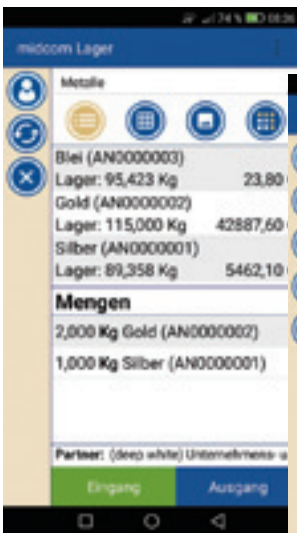 74 % 08:36
midcom Lager
Metalle
Blei (AN0000003)
Lager: 95,423 Kg 23,80
Gold (AN0000002)
Lager: 115,000 Kg 42887,60
Silber (AN0000001)
Lager: 89,358 Kg 5462,10
Mengen
2,000 Kg Gold (AN0000002)
1,000 Kg Silber (AN0000001)
Partner: (deep white) Unternehmens- u
Eingang Ausgang